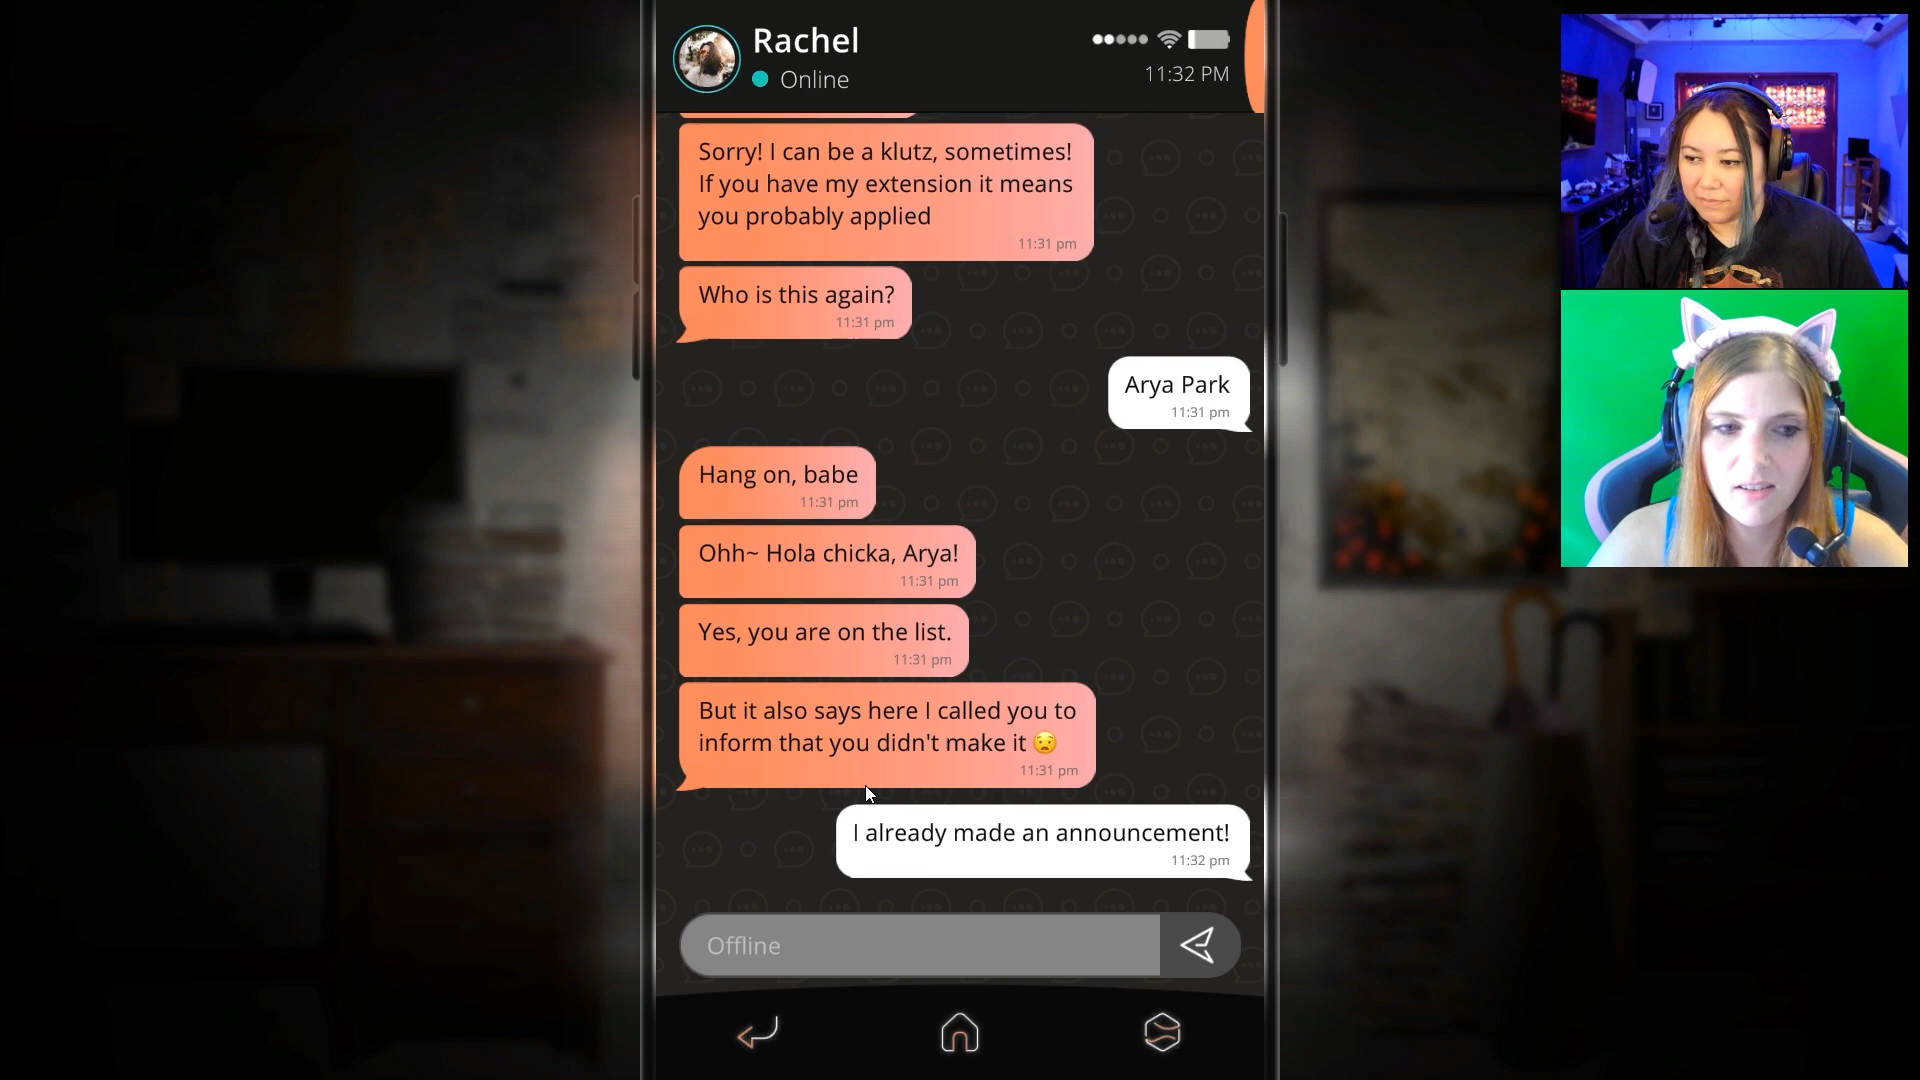 Rachel
Online
11:32 PM
Sorry! I can be a klutz, sometimes!
If you have my extension it means
you probably applied
11:31 pm
Who is this again?
11:31 pm
Arya Park
11:31 pm
Hang on, babe
11:31 pm
Ohh~ Hola chicka, Arya!
11:31 pm
Yes, you are on the list.
11:31 pm
But it also says here I called you to
inform that you didn't make it 😧
11:31 pm
I already made an announcement!
11:32 pm
Offline